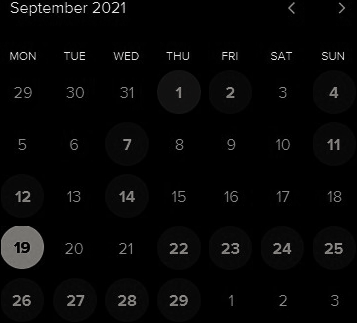 September 2021
MON TUE WED THU FRI SAT SUN
29 30 31 1 2 3 4
5 6 7 8 9 10 11
12 13 14 15 16 17 18
19 20 21 22 23 24 25
26 27 28 29 1 2 3